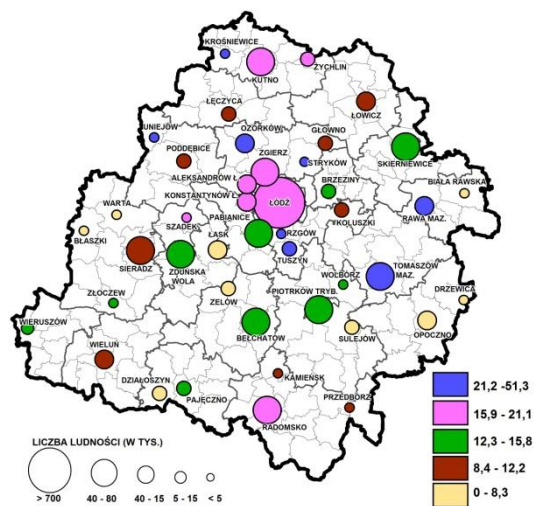 KROŚNIEWICE
KUTNO
ŻYCHLIN
ŁĘCZYCA
ŁOWICZ
UNIEJÓW
OZORKÓW
GŁOWNO
PODDĘBICE
ZGIERZ
STRYKÓW
SKIERNIEWICE
ALEKSANDRÓW Ł.
BRZEZINY
BIAŁA RAWSKA
KONSTANTYNÓW Ł.
ŁÓDŹ
WARTA
SZADEK
PABIANICE
KOLUSZKI
RAWA MAZ.
BŁASZKI
ŁASK
RZGÓW
SIERADZ
ZDUŃSKA
WOLA
TUSZYN
WOLBÓRZ
TOMASZÓW
MAZ.
ZŁOCZEW
ZELÓW
PIOTRKÓW TRYB.
DRZEWICA
WIERUSZÓW
BEŁCHATÓW
SULEJÓW
OPOCZNO
WIELUŃ
DZIAŁOSZYN
PAJĘCZNO
KAMIEŃSK
PRZEDBÓRZ
RADOMSKO
LICZBA LUDNOŚCI (W TYS.)
> 700
40 - 80
40 - 15
5 - 15
< 5
21,2 -51,3
15,9 - 21,1
12,3 - 15,8
8,4 - 12,2
0 - 8,3